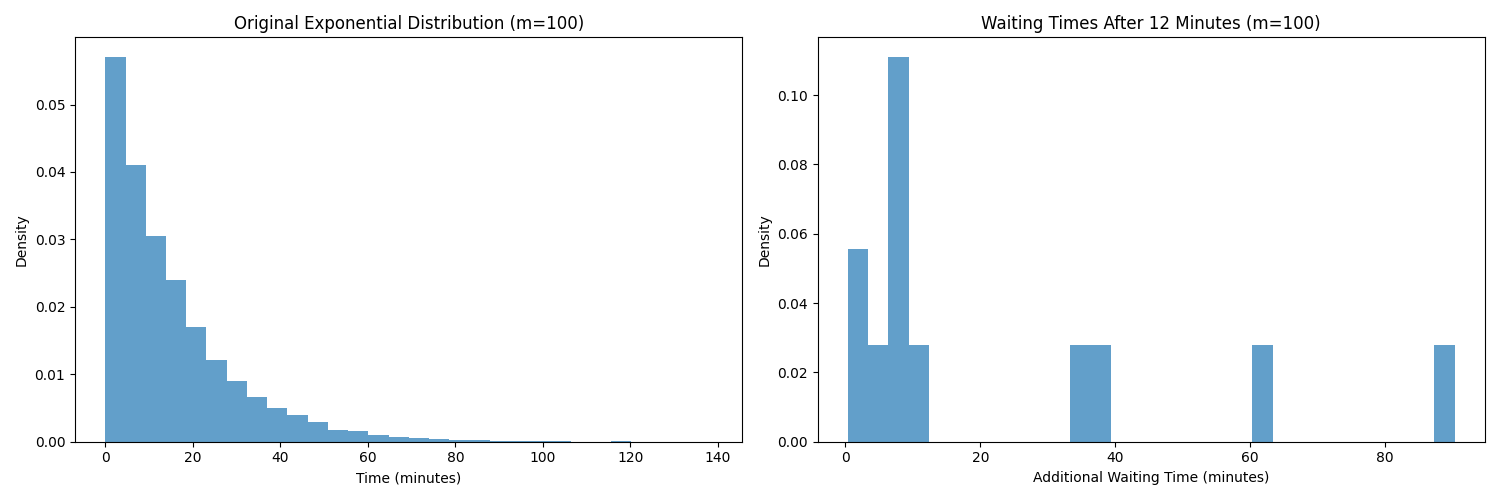 Original Exponential Distribution (m=100)
Density
0.05
0.04
0.03
0.02
0.01
0.00
0 20 40 60 80 100 120 140
Time (minutes)
Waiting Times After 12 Minutes (m=100)
Density
0.10
0.08
0.06
0.04
0.02
0.00
0 20 40 60 80
Additional Waiting Time (minutes)